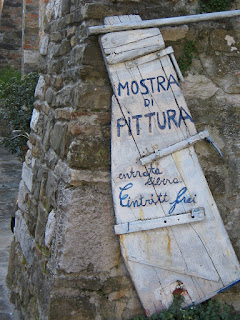 MOSTRA
di
PITTURA
entrata
libera
Eintritt frei